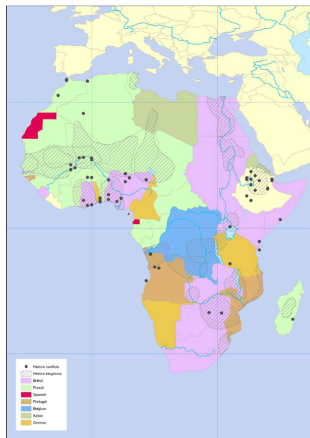 Historic conflicts
Historic kingdoms
British
French
Spanish
Portugal
Belgian
Italian
German